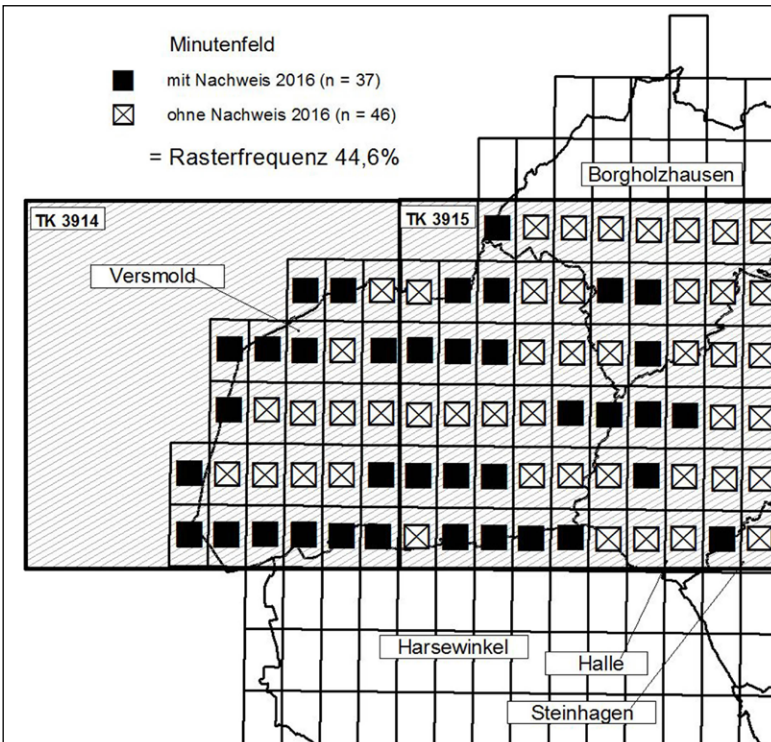 Minutenfeld
mit Nachweis 2016 (n = 37)
ohne Nachweis 2016 (n = 46)
= Rasterfrequenz 44,6%
Borgholzhausen
TK 3914
TK 3915
Versmold
Harsewinkel
Halle
Steinhagen